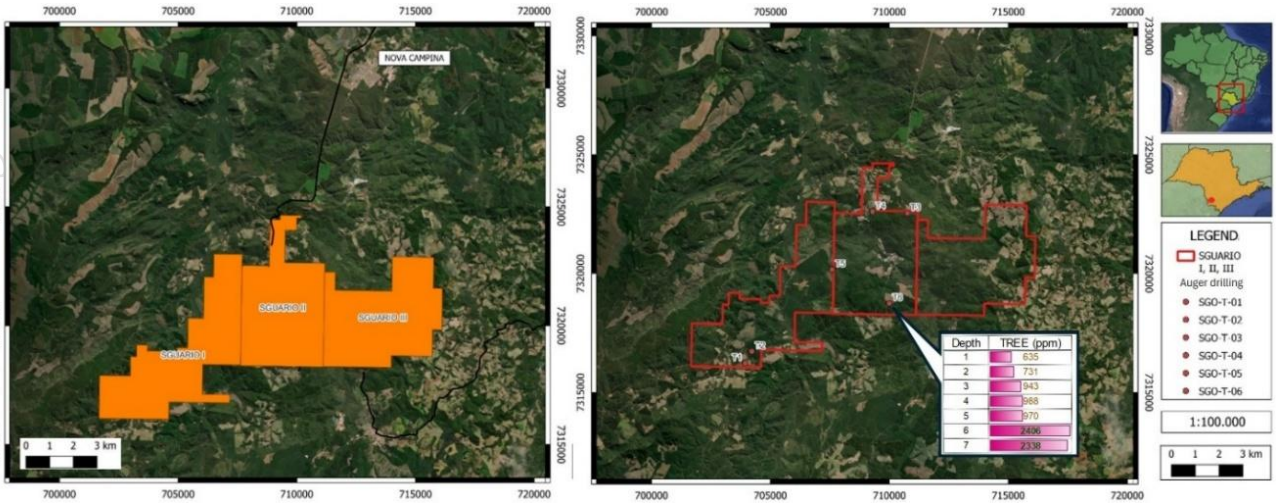 700000 705000 710000 715000 720000
NOVA CAMPINA
7330000
7325000
7320000
7320000
7315000
7315000
SGUARIO I
SGUARIO II
SGUARIO III
0 1 2 3 km
700000 705000 710000 715000 720000
700000 705000 710000 715000 720000
7330000
7325000
7320000
7315000
T4
T3
T5
T2
T1
Depth TREE (ppm)
1 635
2 731
3 943
4 988
5 970
6 2406
7 2338
700000 705000 710000 715000 720000
LEGEND
SGUARIO
I, II, III
Auger drilling
SGO-T-01
SGO-T-02
SGO-T-03
SGO-T-04
SGO-T-05
SGO-T-06
1:100.000
0 1 2 3 km